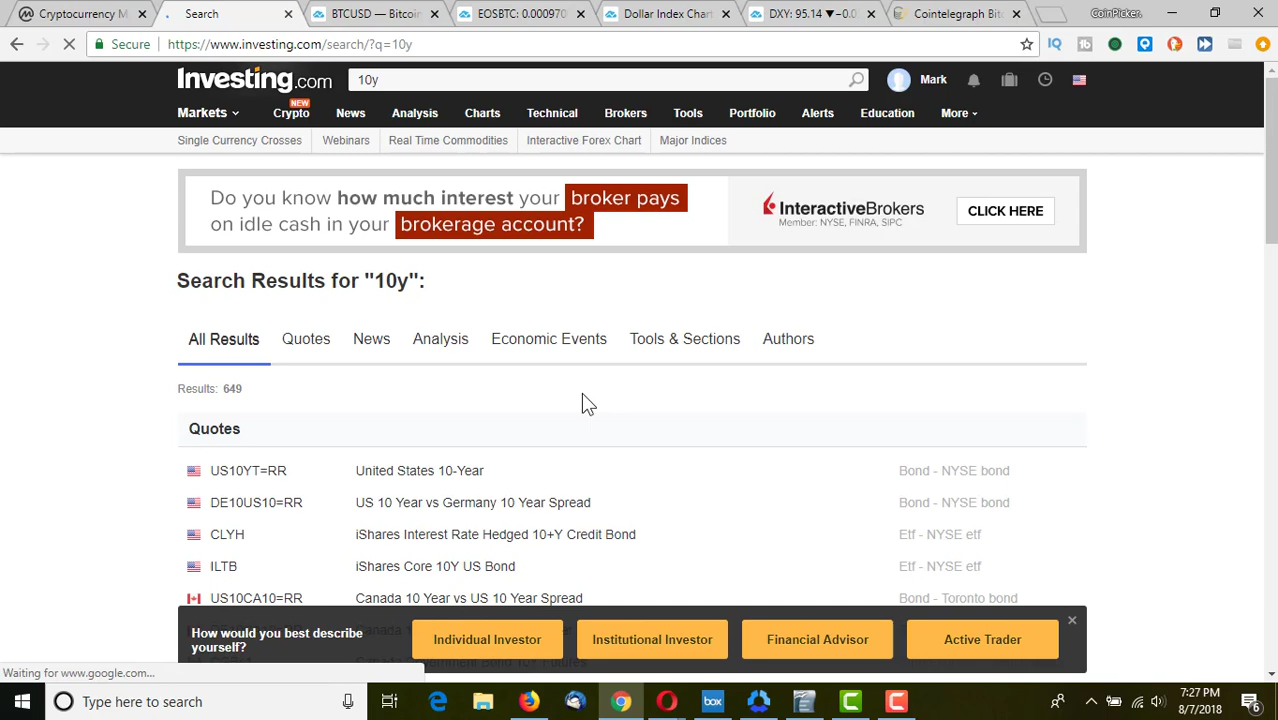 Cryptocurrency M
Search
BTCUSD — Bitcoin
EOSBTC: 0.000970
Dollar Index Chart
DXY: 95.14 ▼−0.0
Cointelegraph Bit
CoinPicker.
Secure
https://www.investing.com/search/?q=10y
Investing.com
10y
Mark
Markets
Crypto
NEW
News
Analysis
Charts
Technical
Brokers
Tools
Portfolio
Alerts
Education
More
Single Currency Crosses
Webinars
Real Time Commodities
Interactive Forex Chart
Major Indices
Do you know how much interest your broker pays
on idle cash in your brokerage account?
InteractiveBrokers
Member: NYSE, FINRA, SIPC
CLICK HERE
Search Results for "10y":
All Results
Quotes
News
Analysis
Economic Events
Tools & Sections
Authors
Results: 649
Quotes
US10YT=RR United States 10-Year Bond - NYSE bond
DE10US10=RR US 10 Year vs Germany 10 Year Spread Bond - NYSE bond
CLYH iShares Interest Rate Hedged 10+Y Credit Bond Etf - NYSE etf
ILTB iShares Core 10Y US Bond Etf - NYSE etf
US10CA10=RR Canada 10 Year vs US 10 Year Spread Bond - Toronto bond
How would you best describe
yourself?
Individual Investor
Institutional Investor
Financial Advisor
Active Trader
Waiting for www.google.com...
Type here to search
box
7:27 PM
8/7/2018
6